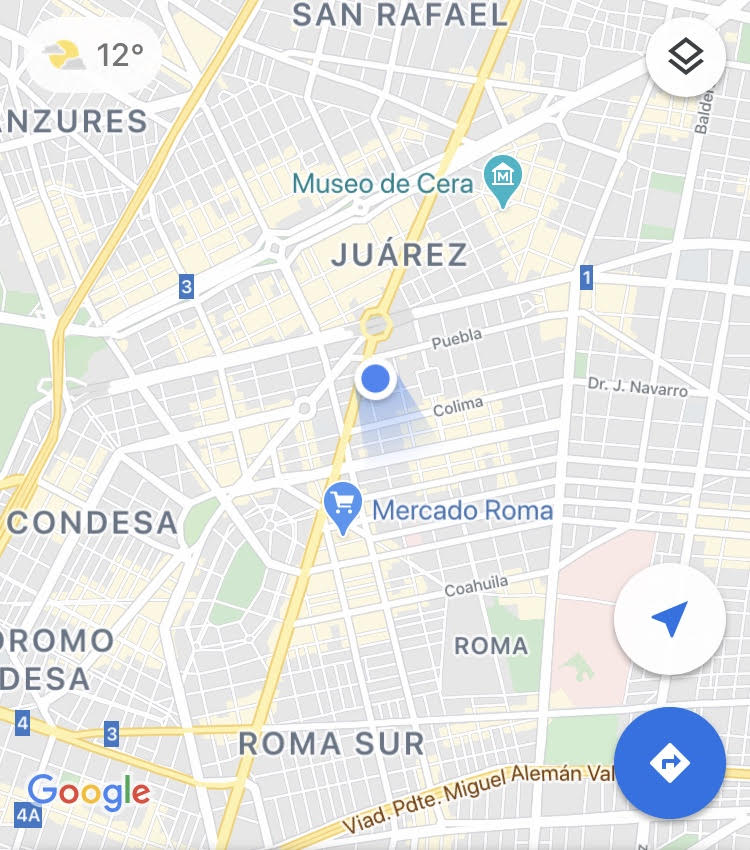 SAN RAFAEL
12°
ANZURES
Balder
Museo de Cera
JUÁREZ
1
3
Puebla
Dr. J. Navarro
Colima
Mercado Roma
CONDESA
Coahuila
DROMO
DESA
ROMA
4
3
ROMA SUR
Google
Viad. Pdte. Miguel Alemán Val
4A